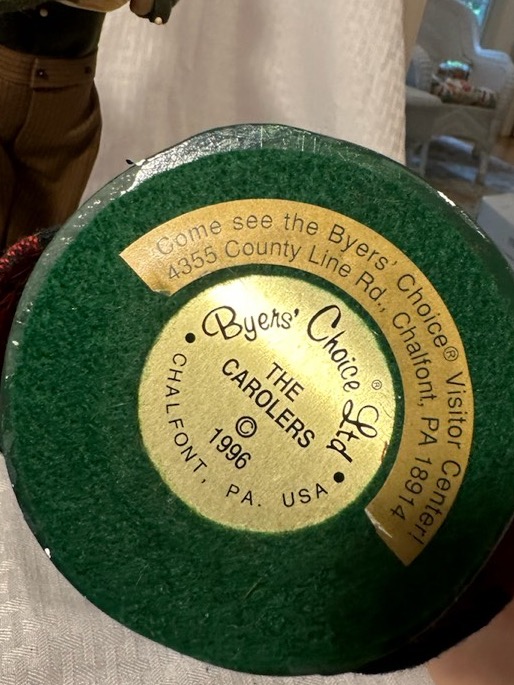 Come see the Byers' Choice® Visitor Center!
4355 County Line Rd., Chalfont, PA 18914
Byers' Choice® Ltd
THE
CAROLERS
©
1996
CHALFONT, PA. USA